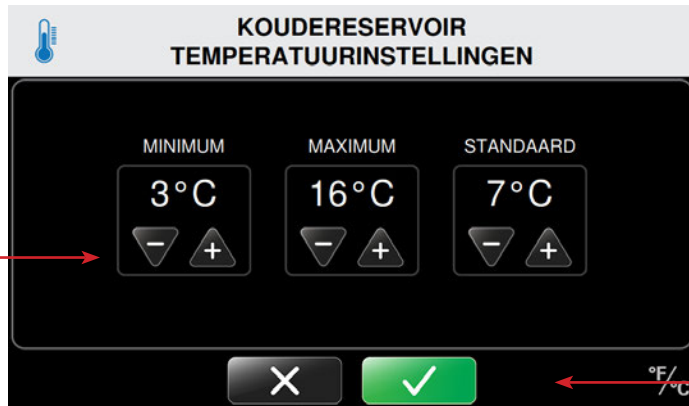 KOUDERESERVOIR
TEMPERATUURINSTELLINGEN
MINIMUM MAXIMUM STANDAARD
3°C 16°C 7°C
− + − + − +
°F/°C